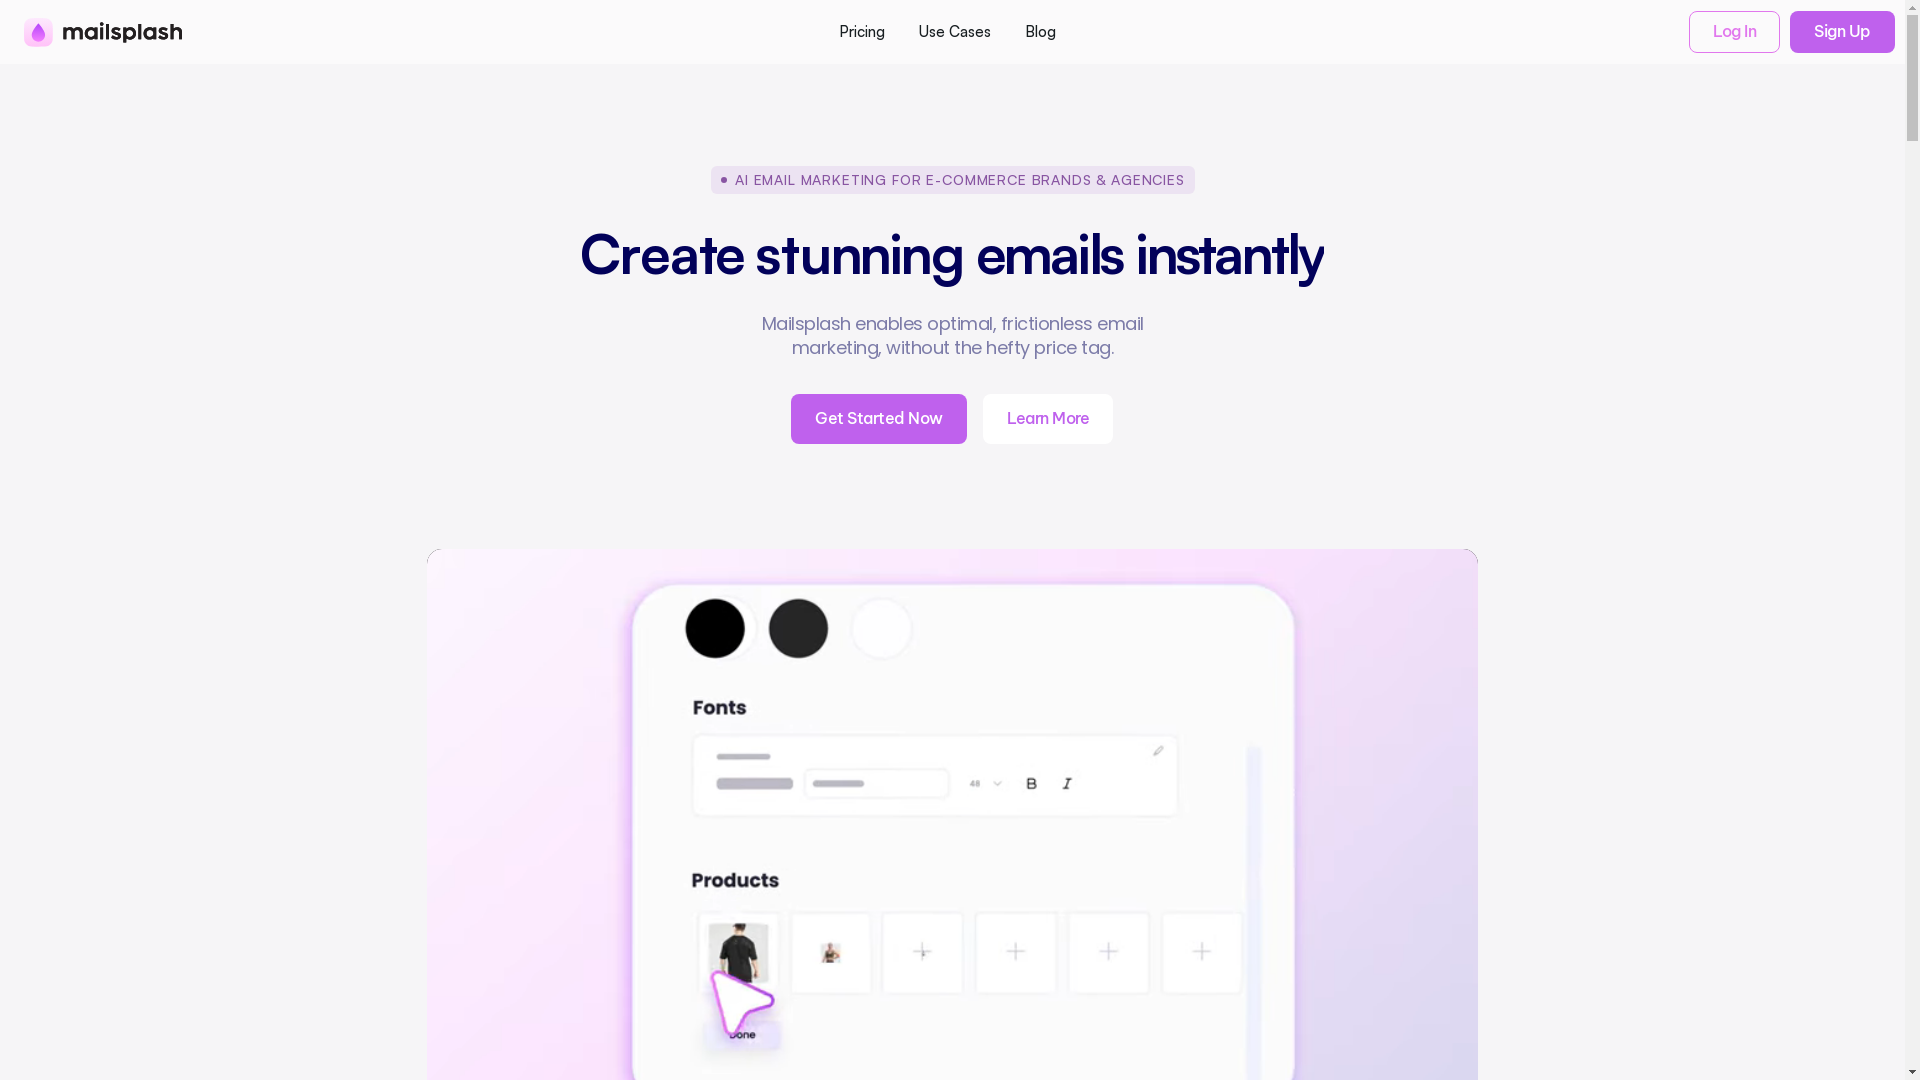 mailsplash
Pricing
Use Cases
Blog
Log In
Sign Up
AI EMAIL MARKETING FOR E-COMMERCE BRANDS & AGENCIES
Create stunning emails instantly
Mailsplash enables optimal, frictionless email
marketing, without the hefty price tag.
Get Started Now
Learn More
Fonts
48
B
I
Products
Done